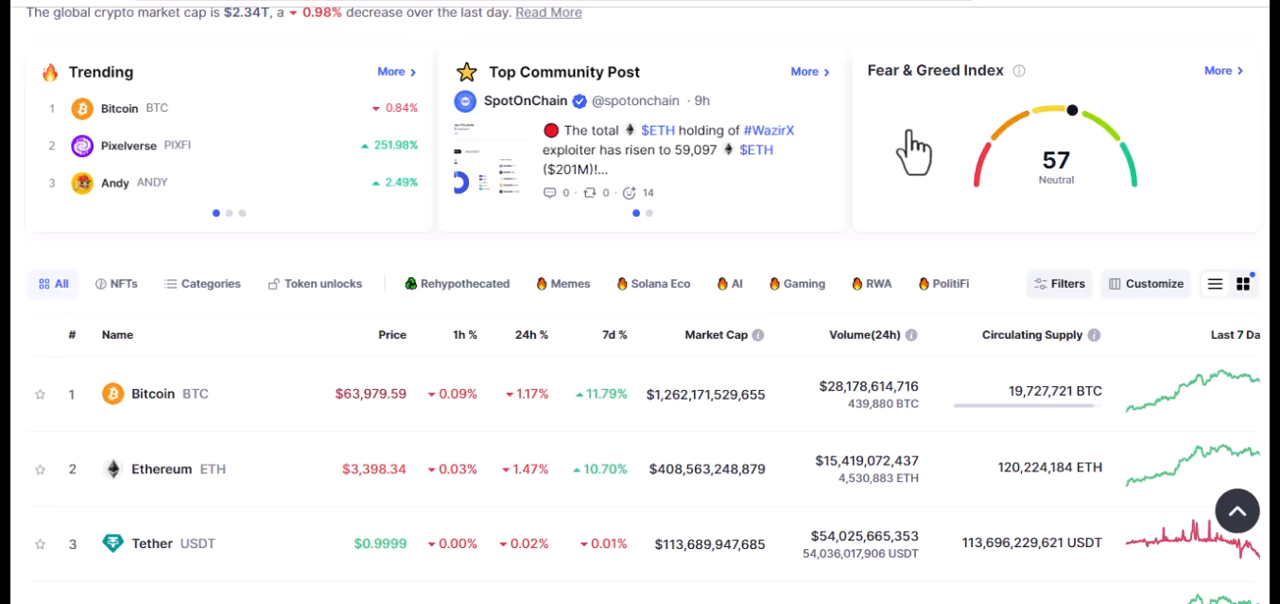 The global crypto market cap is $2.34T, a 0.98% decrease over the last day. Read More
Trending
More
1 Bitcoin BTC 0.84%
2 Pixelverse PIXFI 251.98%
3 Andy ANDY 2.49%
Top Community Post
More
SpotOnChain @spotonchain · 9h
The total $ETH holding of #WazirX
exploiter has risen to 59,097 $ETH
($201M)!...
0 · 0 · 14
Fear & Greed Index
More
57
Neutral
All NFTs Categories Token unlocks Rehypothecated Memes Solana Eco AI Gaming RWA PolitiFi Filters Customize
# Name Price 1h % 24h % 7d % Market Cap Volume(24h) Circulating Supply Last 7 Da
1 Bitcoin BTC $63,979.59 0.09% 1.17% 11.79% $1,262,171,529,655 $28,178,614,716 19,727,721 BTC
439,880 BTC
2 Ethereum ETH $3,398.34 0.03% 1.47% 10.70% $408,563,248,879 $15,419,072,437 120,224,184 ETH
4,530,883 ETH
3 Tether USDT $0.9999 0.00% 0.02% 0.01% $113,689,947,685 $54,025,665,353 113,696,229,621 USDT
54,036,017,906 USDT